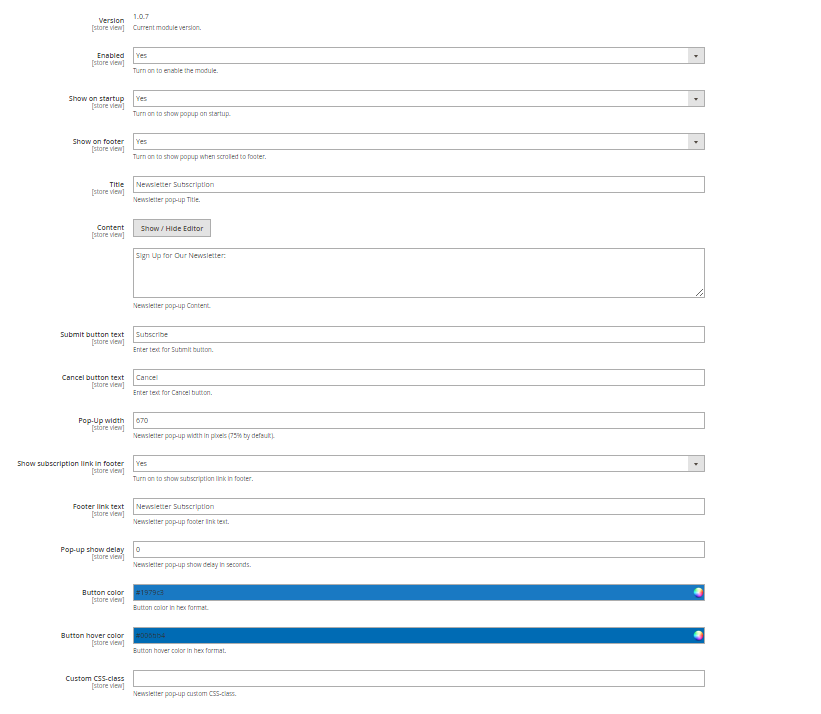 Version
[store view]
1.0.7
Current module version.
Enabled
[store view]
Yes
Turn on to enable the module.
Show on startup
[store view]
Yes
Turn on to show popup on startup.
Show on footer
[store view]
Yes
Turn on to show popup when scrolled to footer.
Title
[store view]
Newsletter Subscription
Newsletter pop-up Title.
Content
[store view]
Show / Hide Editor
Sign Up for Our Newsletter:
Newsletter pop-up Content.
Submit button text
[store view]
Subscribe
Enter text for Submit button.
Cancel button text
[store view]
Cancel
Enter text for Cancel button.
Pop-Up width
[store view]
670
Newsletter pop-up width in pixels (75% by default).
Show subscription link in footer
[store view]
Yes
Turn on to show subscription link in footer.
Footer link text
[store view]
Newsletter Subscription
Newsletter pop-up footer link text.
Pop-up show delay
[store view]
0
Newsletter pop-up show delay in seconds.
Button color
[store view]
#1979c3
Button color in hex format.
Button hover color
[store view]
Button hover color in hex format.
Custom CSS-class
[store view]
Newsletter pop-up custom CSS-class.